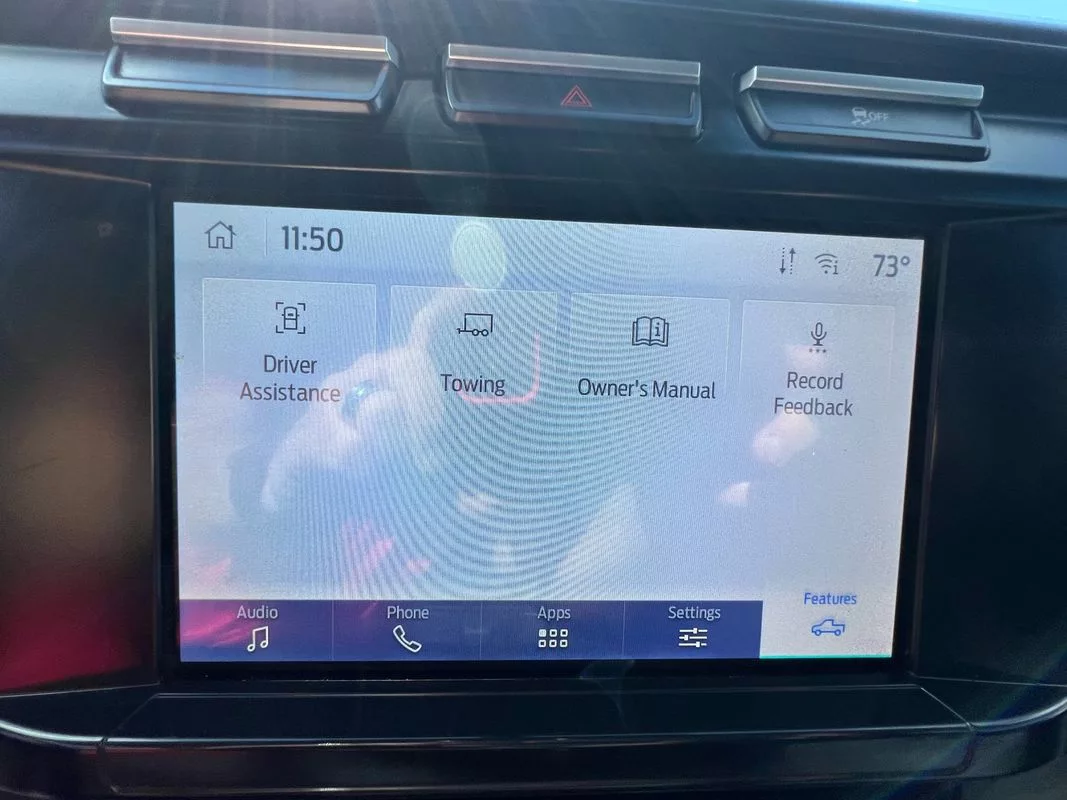 OFF
11:50
73°
Driver
Assistance
Towing
Owner's Manual
Record
Feedback
Audio
Phone
Apps
Settings
Features